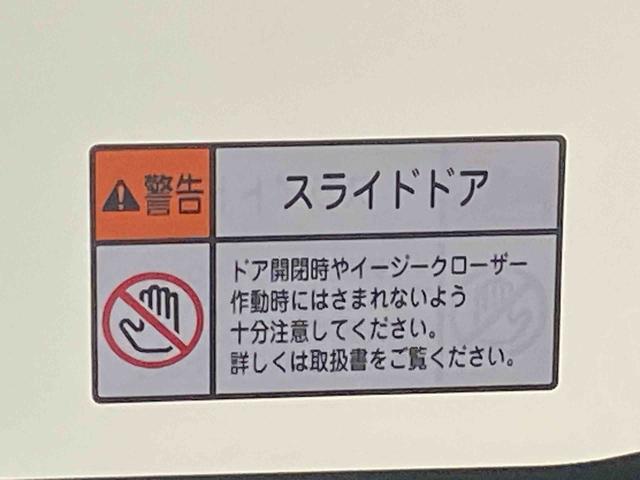 警告
スライドドア
ドア開閉時やイージークローザー
作動時にはさまれないよう
十分注意してください。
詳しくは取扱書をご覧ください。